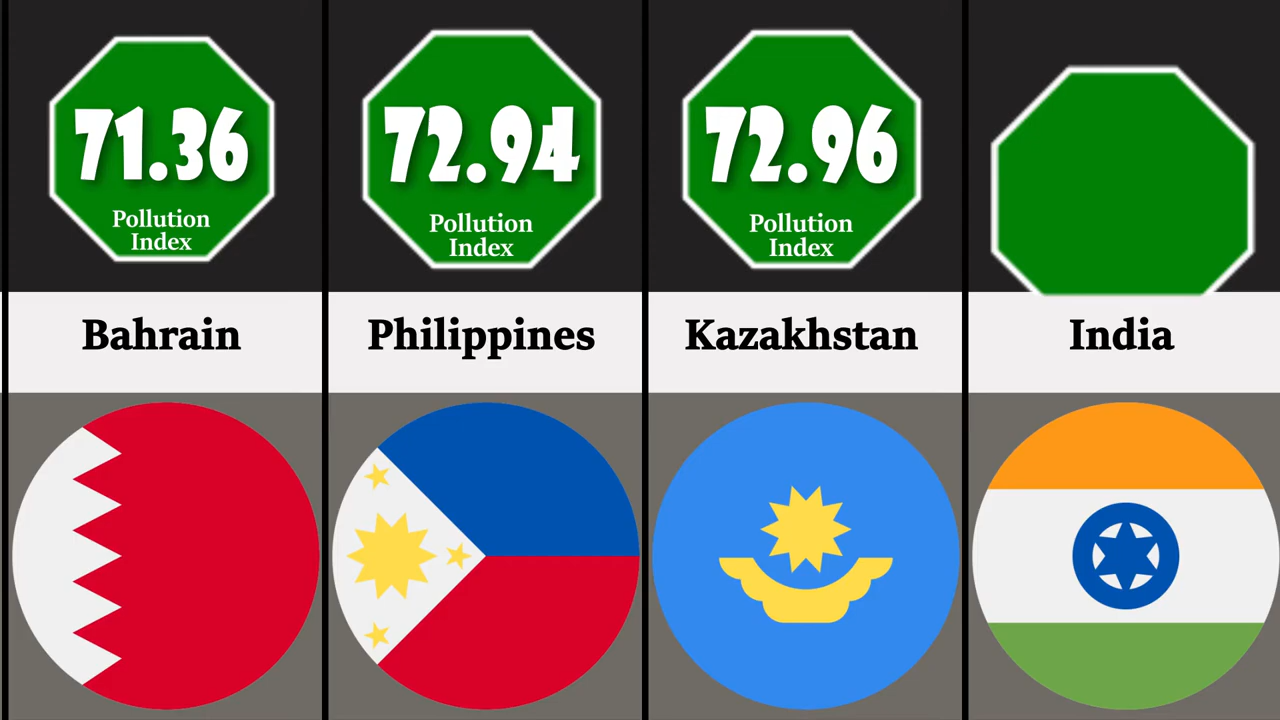 71.36
Pollution
Index
72.94
Pollution
Index
72.96
Pollution
Index
Bahrain
Philippines
Kazakhstan
India